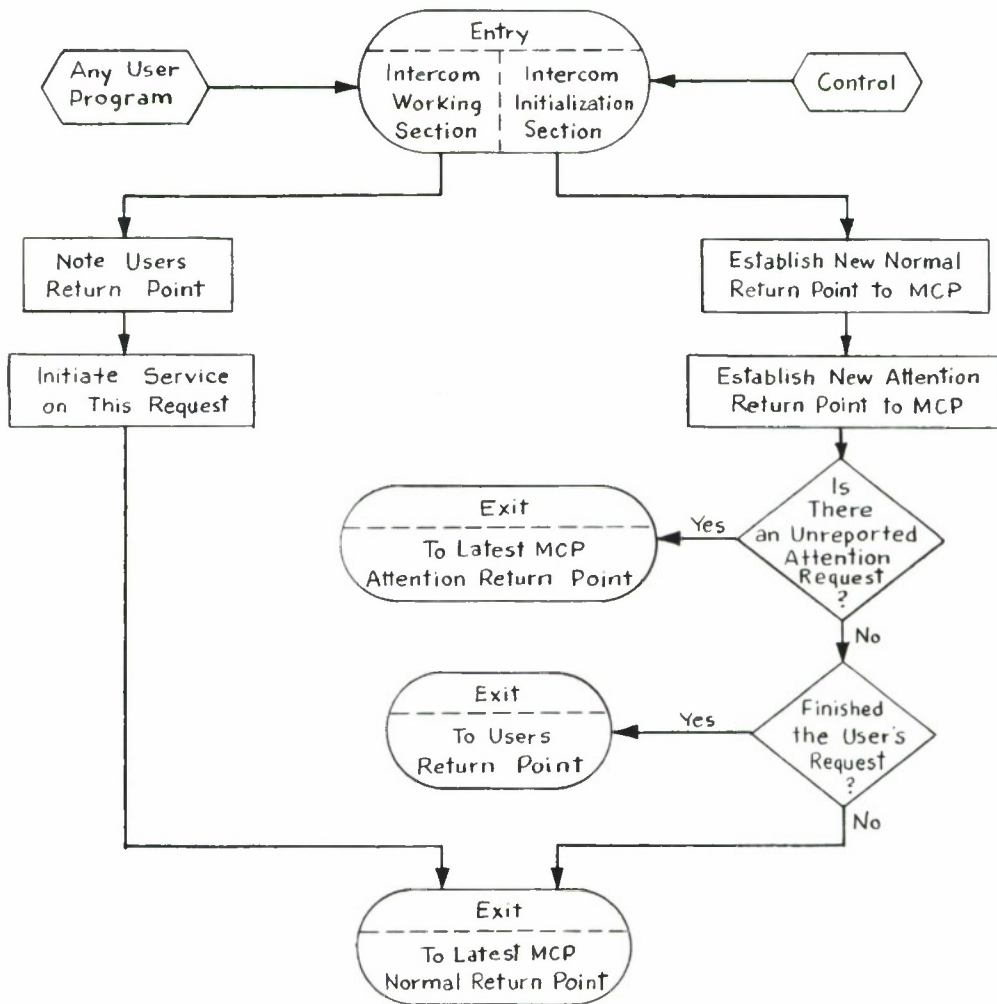 Entry
Any User
Program
Intercom
Working
Section
Intercom
Initialization
Section
Control
Note Users
Return Point
Establish New Normal
Return Point to MCP
Initiate Service
on This Request
Establish New Attention
Return Point to MCP
Is
There
an Unreported
Attention
Request
?
Yes
Exit
To Latest MCP
Attention Return Point
No
Finished
the User's
Request
?
Yes
Exit
To Users
Return Point
No
Exit
To Latest MCP
Normal Return Point